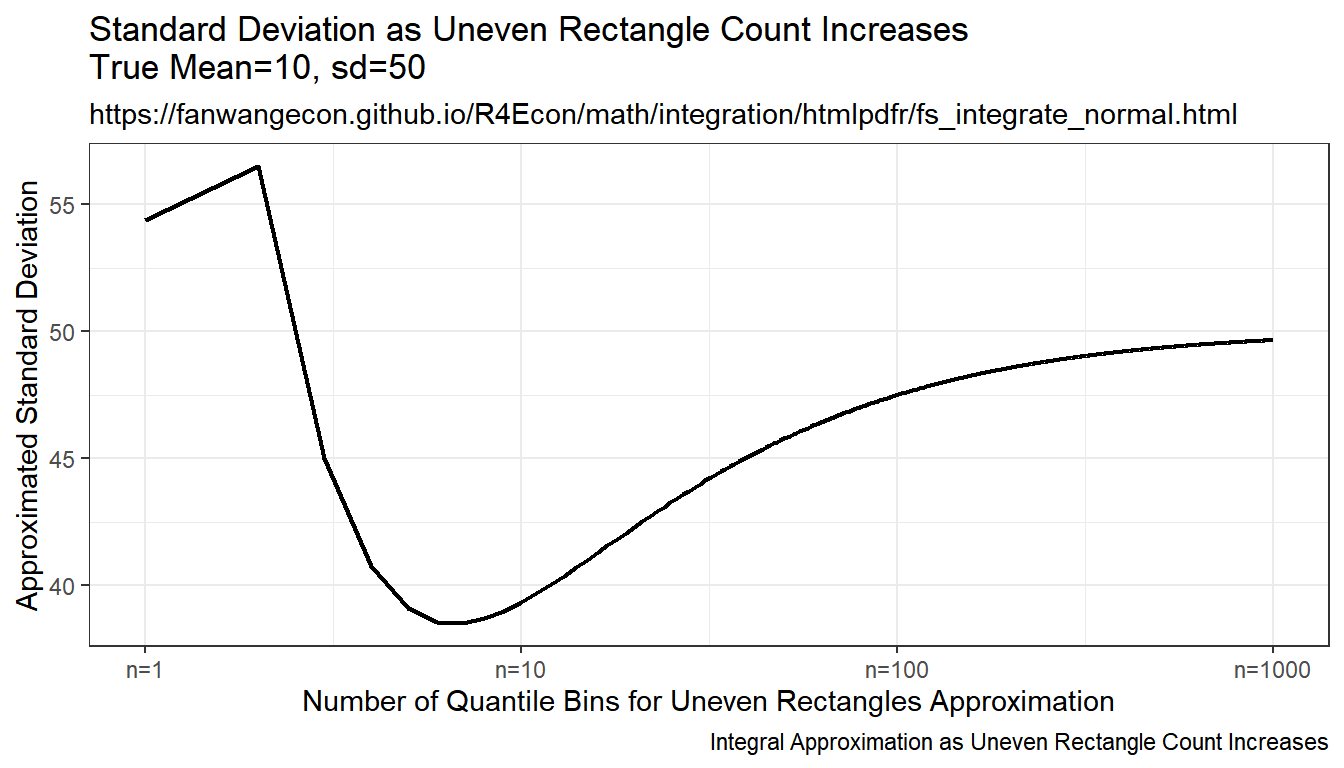 Standard Deviation as Uneven Rectangle Count Increases
True Mean=10, sd=50
https://fanwangecon.github.io/R4Econ/math/integration/htmlpdfr/fs_integrate_normal.html
Approximated Standard Deviation
55
50
45
40
n=1
n=10
n=100
n=1000
Number of Quantile Bins for Uneven Rectangles Approximation
Integral Approximation as Uneven Rectangle Count Increases